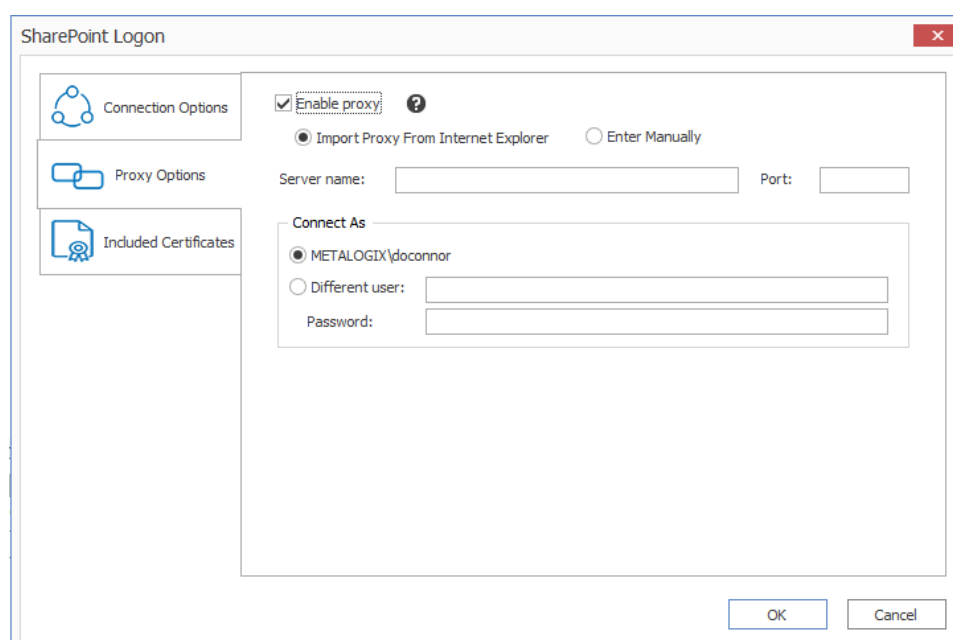 SharePoint Logon
Connection Options
Proxy Options
Included Certificates
Enable proxy ?
Import Proxy From Internet Explorer Enter Manually
Server name: Port:
Connect As
METALOGIX\doconnor
Different user:
Password:
OK Cancel